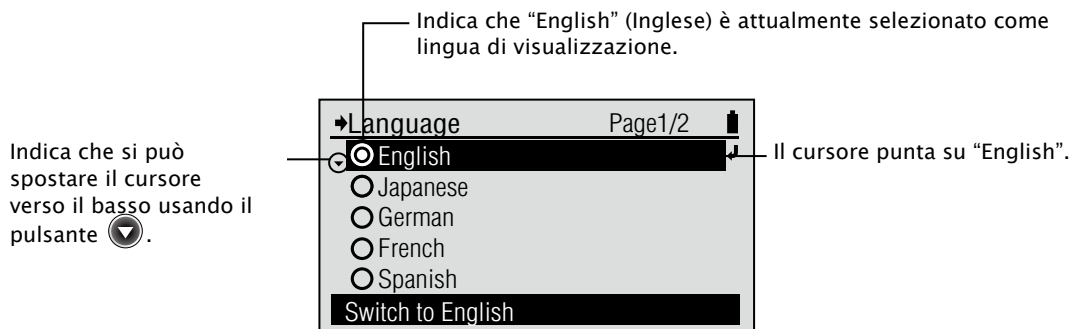 Indica che “English” (Inglese) è attualmente selezionato come
lingua di visualizzazione.
Indica che si può
spostare il cursore
verso il basso usando il
pulsante .
Language Page1/2
English
Japanese
German
French
Spanish
Switch to English
Il cursore punta su “English”.